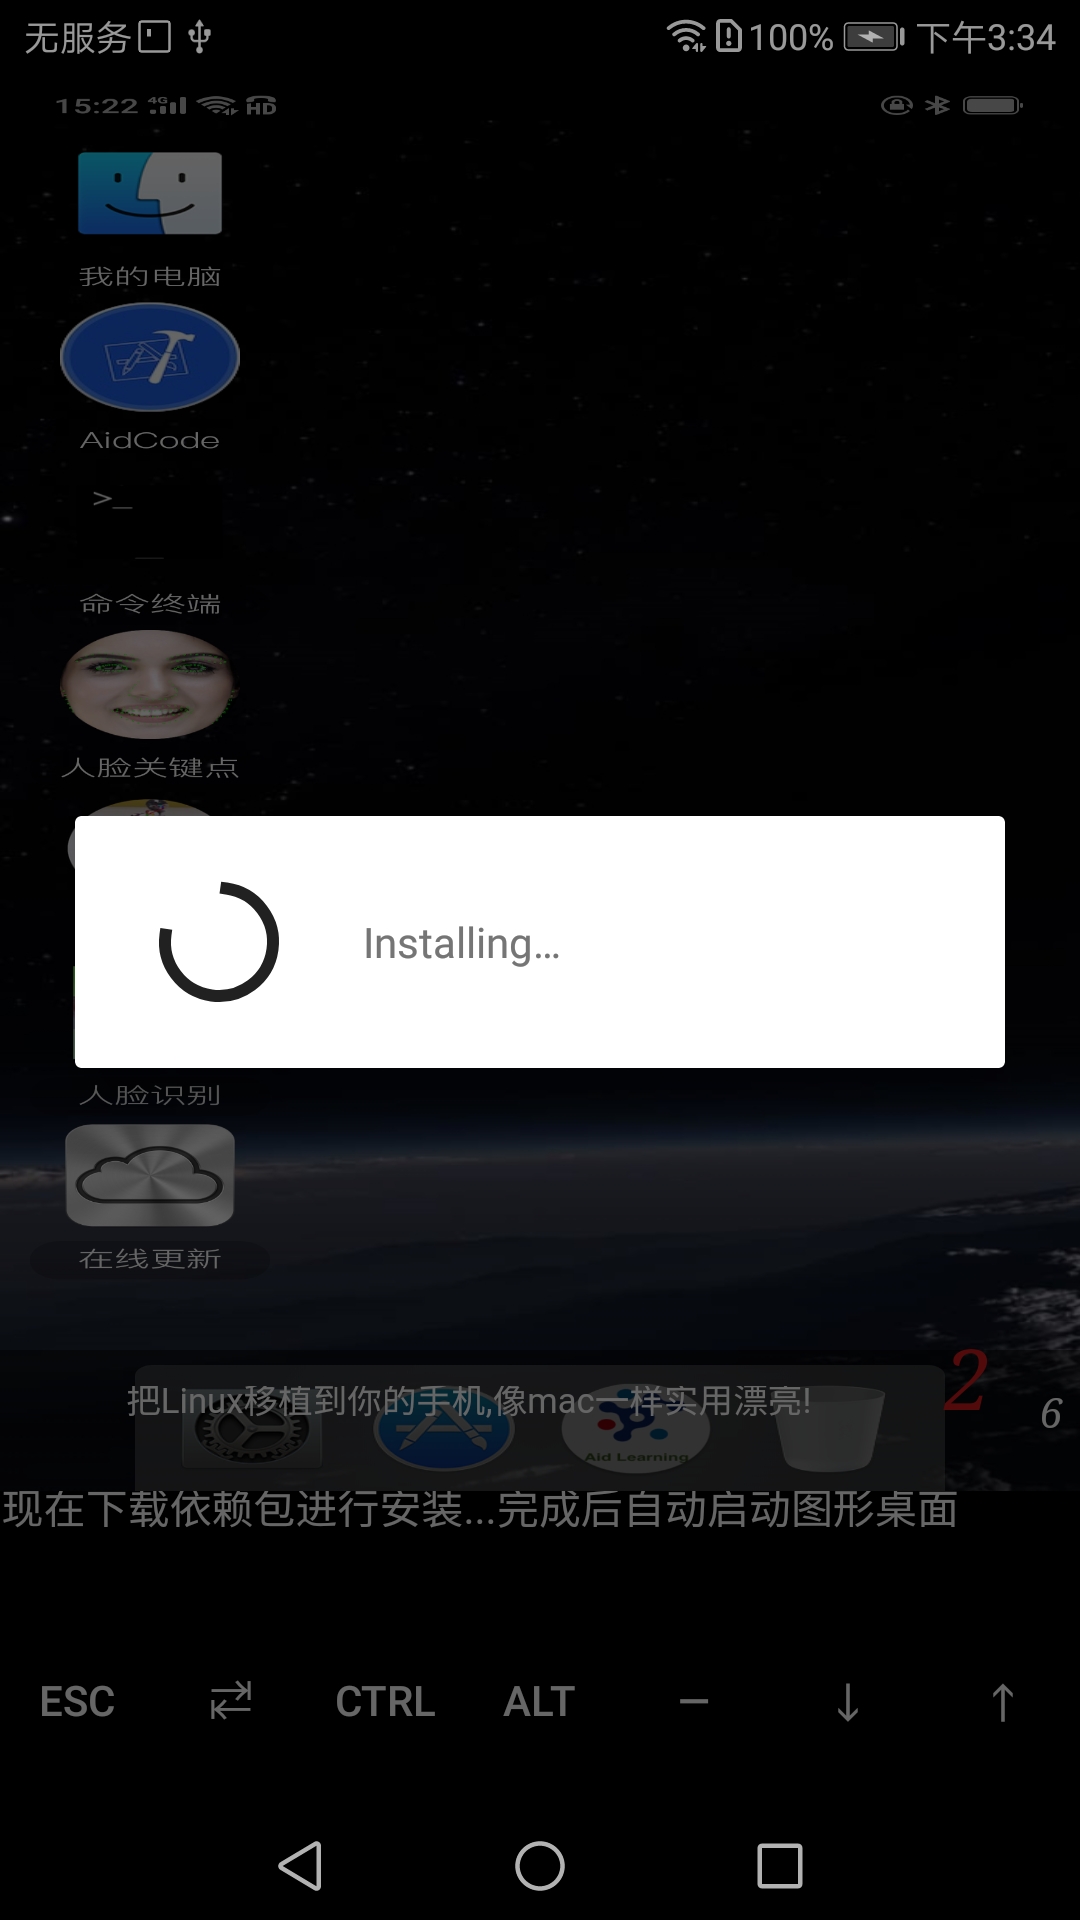 无服务 100% 下午3:34
15:22 4G HD
我的电脑
AidCode
>_
命令终端
人脸关键点
Installing...
人脸识别
在线更新
2
把Linux移植到你的手机,像mac一样实用漂亮!
6
Aid Learning
现在下载依赖包进行安装...完成后自动启动图形桌面
ESC CTRL ALT — ↓ ↑